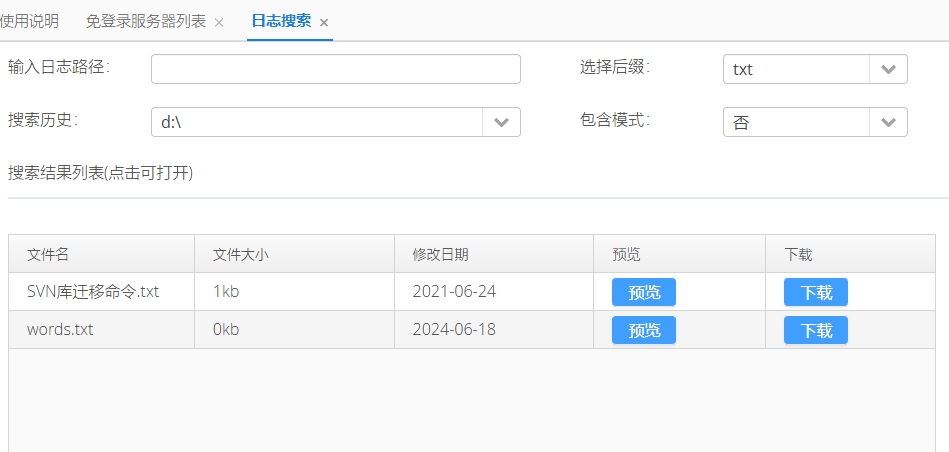 使用说明 免登录服务器列表 × 日志搜索 ×
输入日志路径: 选择后缀: txt
搜索历史: d:\ 包含模式: 否
搜索结果列表(点击可打开)
文件名 文件大小 修改日期 预览 下载
SVN库迁移命令.txt 1kb 2021-06-24 预览 下载
words.txt 0kb 2024-06-18 预览 下载